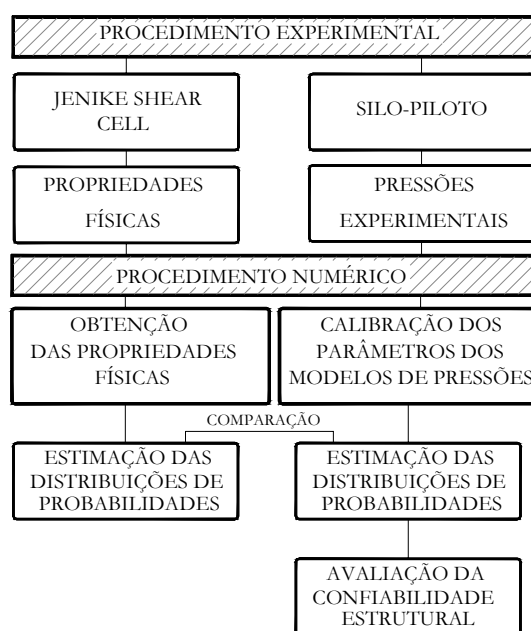 PROCEDIMENTO EXPERIMENTAL
JENIKE SHEAR
CELL
SILO-PILOTO
PROPRIEDADES
FÍSICAS
PRESSÕES
EXPERIMENTAIS
PROCEDIMENTO NUMÉRICO
OBTENÇÃO
DAS PROPRIEDADES
FÍSICAS
CALIBRAÇÃO DOS
PARÂMETROS DOS
MODELOS DE PRESSÕES
COMPARAÇÃO
ESTIMAÇÃO DAS
DISTRIBUIÇÕES DE
PROBABILIDADES
ESTIMAÇÃO DAS
DISTRIBUIÇÕES DE
PROBABILIDADES
AVALIAÇÃO DA
CONFIABILIDADE
ESTRUTURAL